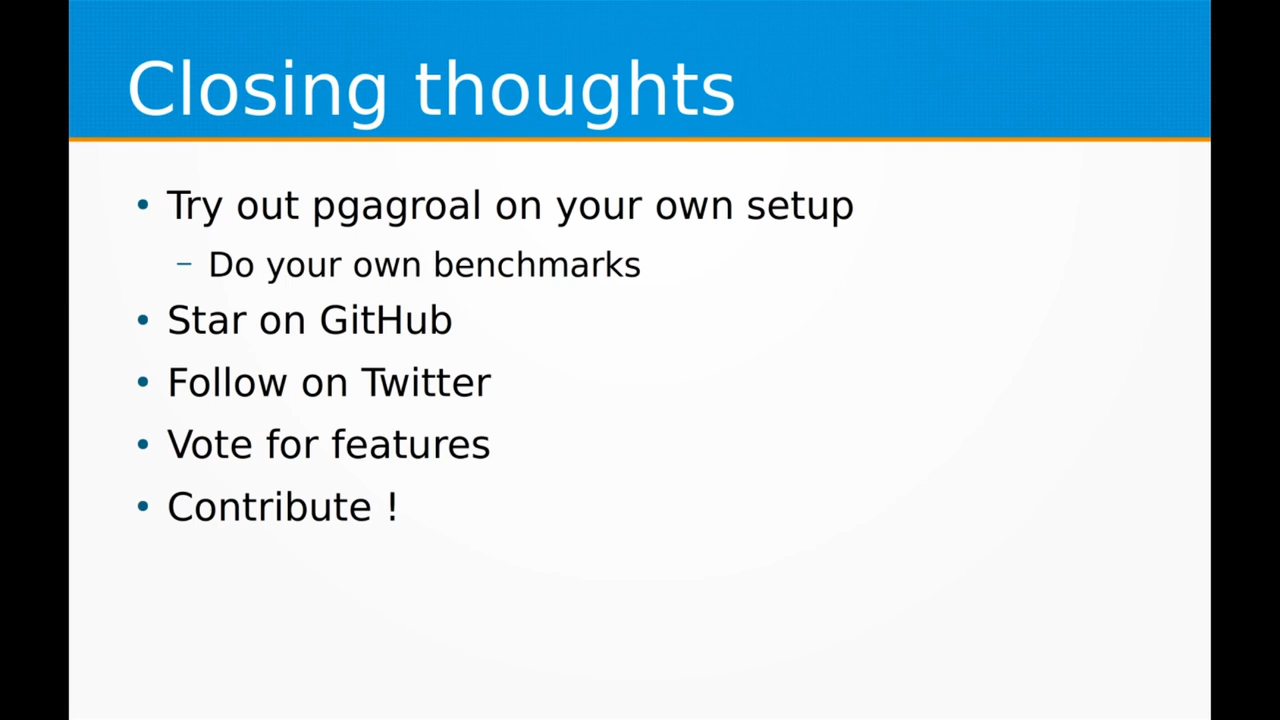 Closing thoughts
• Try out pgagroal on your own setup
– Do your own benchmarks
• Star on GitHub
• Follow on Twitter
• Vote for features
• Contribute !